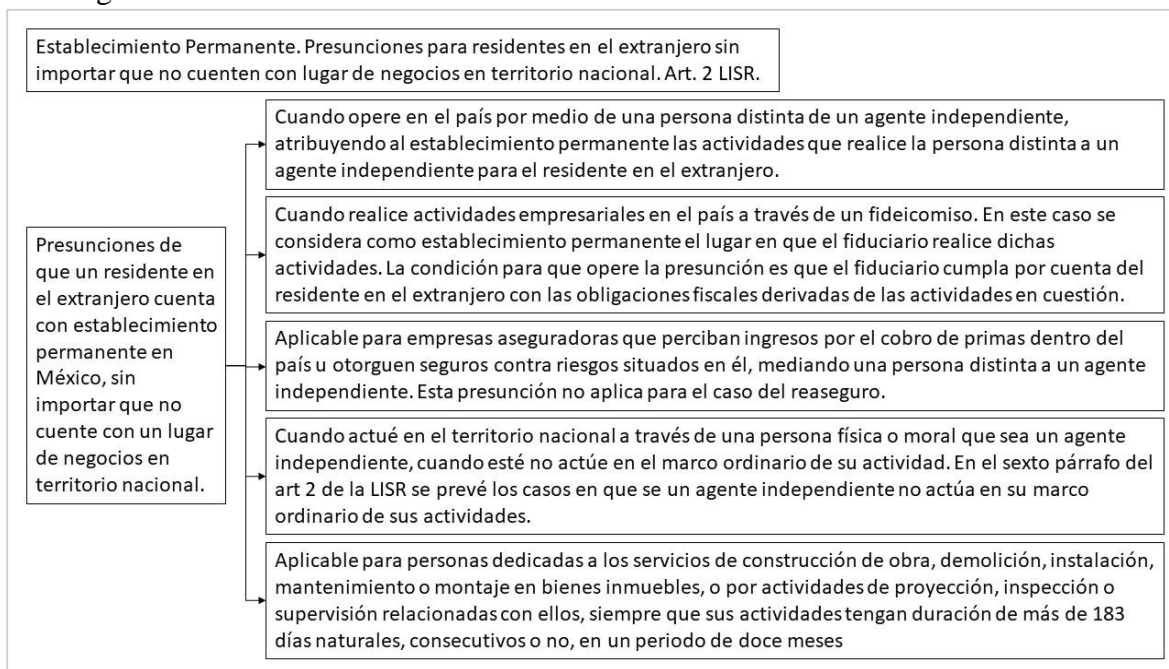 Establecimiento Permanente. Presunciones para residentes en el extranjero sin
importar que no cuenten con lugar de negocios en territorio nacional. Art. 2 LISR.
Presunciones de
que un residente en
el extranjero cuenta
con establecimiento
permanente en
México, sin
importar que no
cuente con un lugar
de negocios en
territorio nacional.
Cuando opere en el país por medio de una persona distinta de un agente independiente,
atribuyendo al establecimiento permanente las actividades que realice la persona distinta a un
agente independiente para el residente en el extranjero.
Cuando realice actividades empresariales en el país a través de un fideicomiso. En este caso se
considera como establecimiento permanente el lugar en que el fiduciario realice dichas
actividades. La condición para que opere la presunción es que el fiduciario cumpla por cuenta del
residente en el extranjero con las obligaciones fiscales derivadas de las actividades en cuestión.
Aplicable para empresas aseguradoras que perciban ingresos por el cobro de primas dentro del
país u otorguen seguros contra riesgos situados en él, mediando una persona distinta a un agente
independiente. Esta presunción no aplica para el caso del reaseguro.
Cuando actué en el territorio nacional a través de una persona física o moral que sea un agente
independiente, cuando esté no actúe en el marco ordinario de su actividad. En el sexto párrafo del
art 2 de la LISR se prevé los casos en que se un agente independiente no actúa en su marco
ordinario de sus actividades.
Aplicable para personas dedicadas a los servicios de construcción de obra, demolición, instalación,
mantenimiento o montaje en bienes inmuebles, o por actividades de proyección, inspección o
supervisión relacionadas con ellos, siempre que sus actividades tengan duración de más de 183
días naturales, consecutivos o no, en un periodo de doce meses